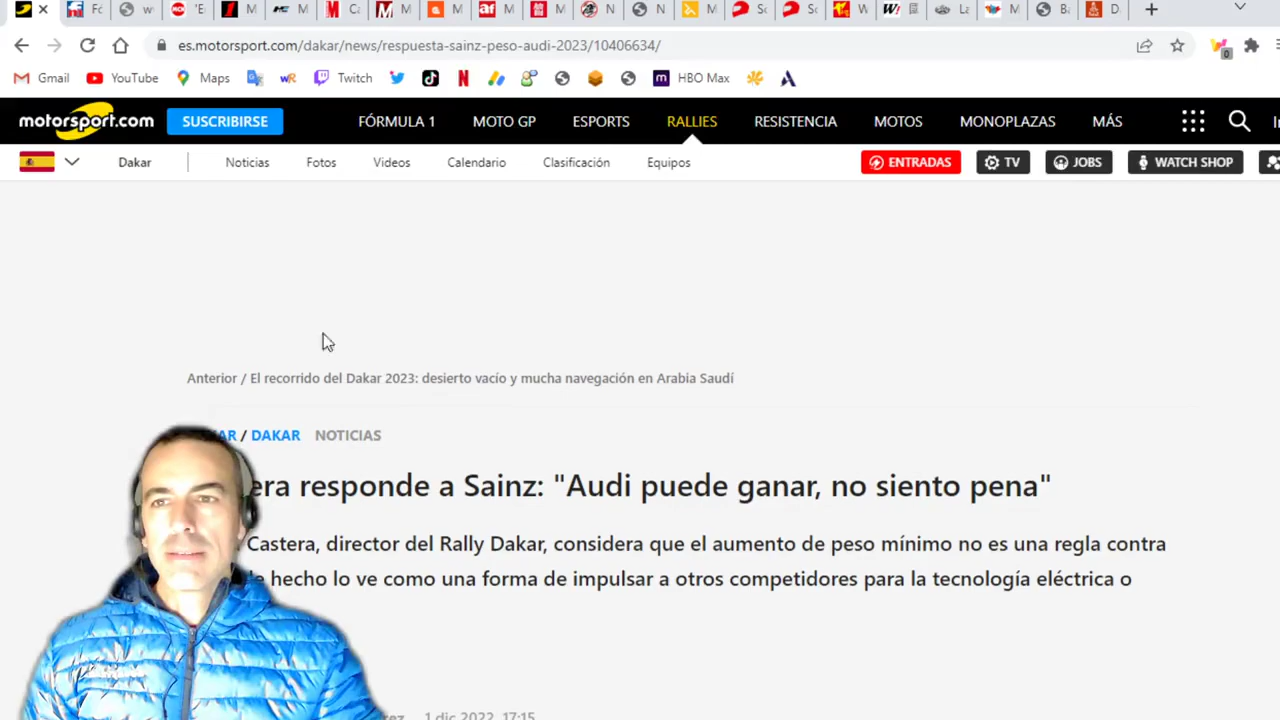 es.motorsport.com/dakar/news/respuesta-sainz-peso-audi-2023/10406634/
Gmail YouTube Maps Twitch HBO Max
motorsport.com SUSCRIBIRSE FÓRMULA 1 MOTO GP ESPORTS RALLIES RESISTENCIA MOTOS MONOPLAZAS MÁS
Dakar Noticias Fotos Videos Calendario Clasificación Equipos ENTRADAS TV JOBS WATCH SHOP
Anterior / El recorrido del Dakar 2023: desierto vacío y mucha navegación en Arabia Saudí
/ DAKAR NOTICIAS
era responde a Sainz: "Audi puede ganar, no siento pena"
Castera, director del Rally Dakar, considera que el aumento de peso mínimo no es una regla contra
hecho lo ve como una forma de impulsar a otros competidores para la tecnología eléctrica o
1 dic 2022, 17:15